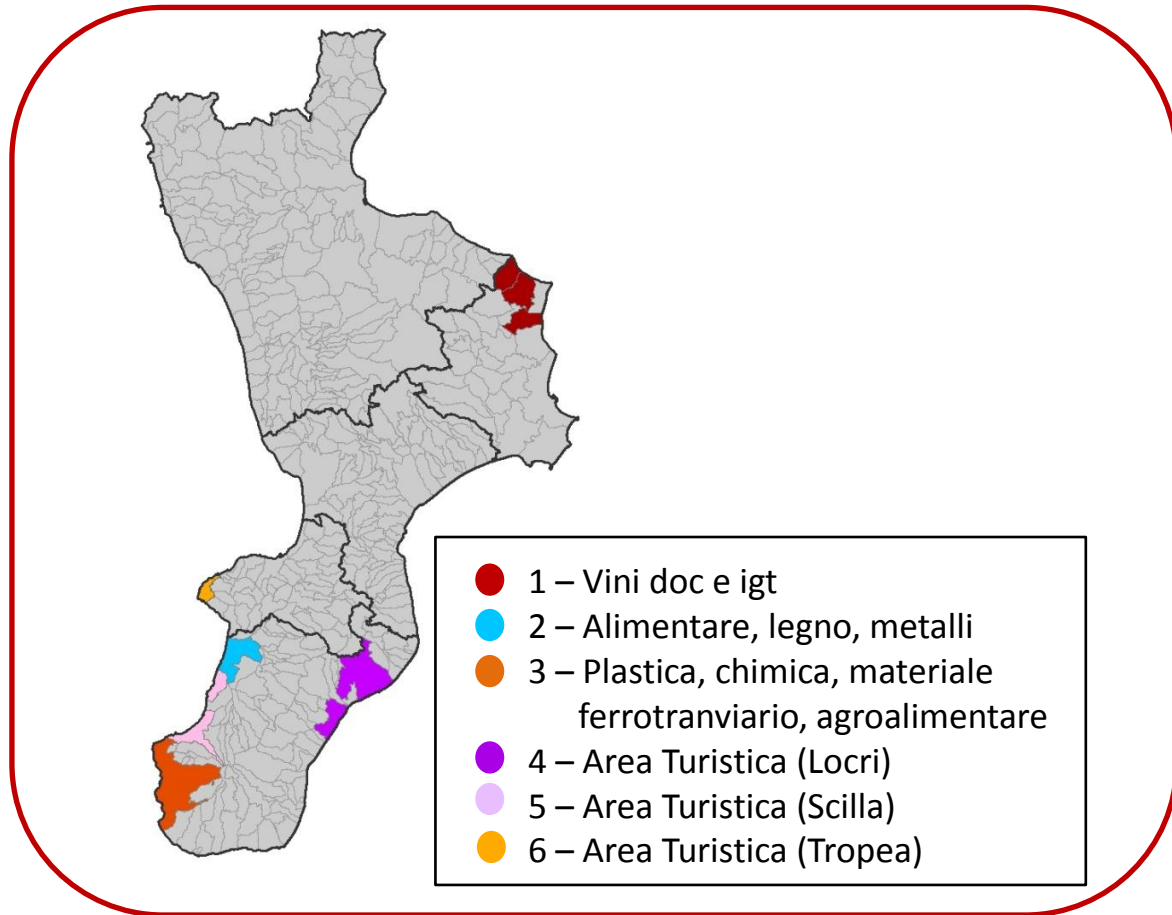 1 – Vini doc e igt
2 – Alimentare, legno, metalli
3 – Plastica, chimica, materiale
ferrotranviario, agroalimentare
4 – Area Turistica (Locri)
5 – Area Turistica (Scilla)
6 – Area Turistica (Tropea)